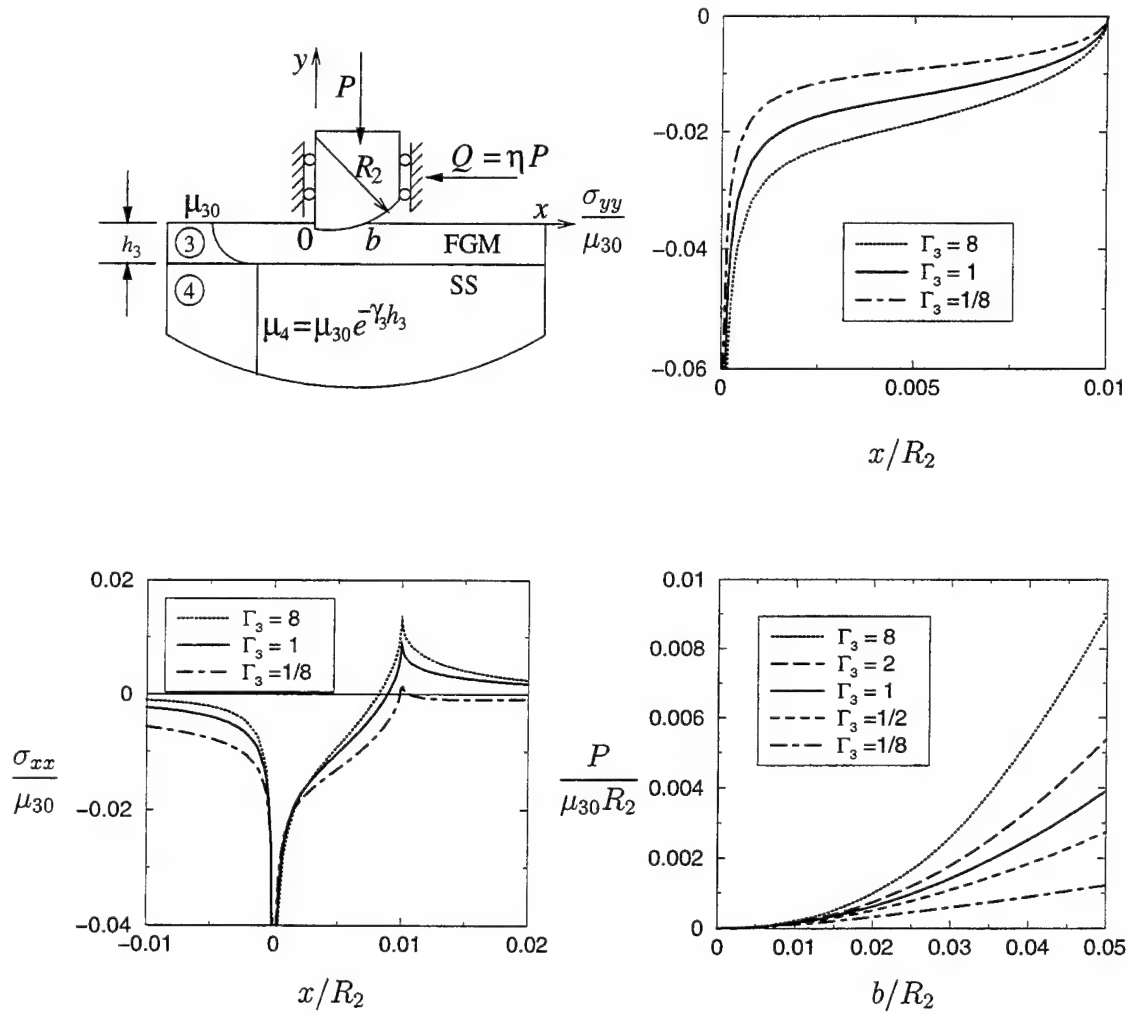 y
P
R₂
Q = ηP
μ₃₀
x
h₃
③
0
b
FGM
④
SS
μ₄ = μ₃₀e^{-γ₃h₃}
σ_yy
μ₃₀
0
−0.02
−0.04
−0.06
Γ₃ = 8
Γ₃ = 1
Γ₃ =1/8
0
0.005
0.01
x/R₂
σ_xx
μ₃₀
0.02
0
−0.02
−0.04
Γ₃ = 8
Γ₃ = 1
Γ₃ =1/8
−0.01
0
0.01
0.02
x/R₂
P
μ₃₀R₂
0.01
0.008
0.006
0.004
0.002
0
Γ₃ = 8
Γ₃ = 2
Γ₃ = 1
Γ₃ =1/2
Γ₃ =1/8
0
0.01
0.02
0.03
0.04
0.05
b/R₂